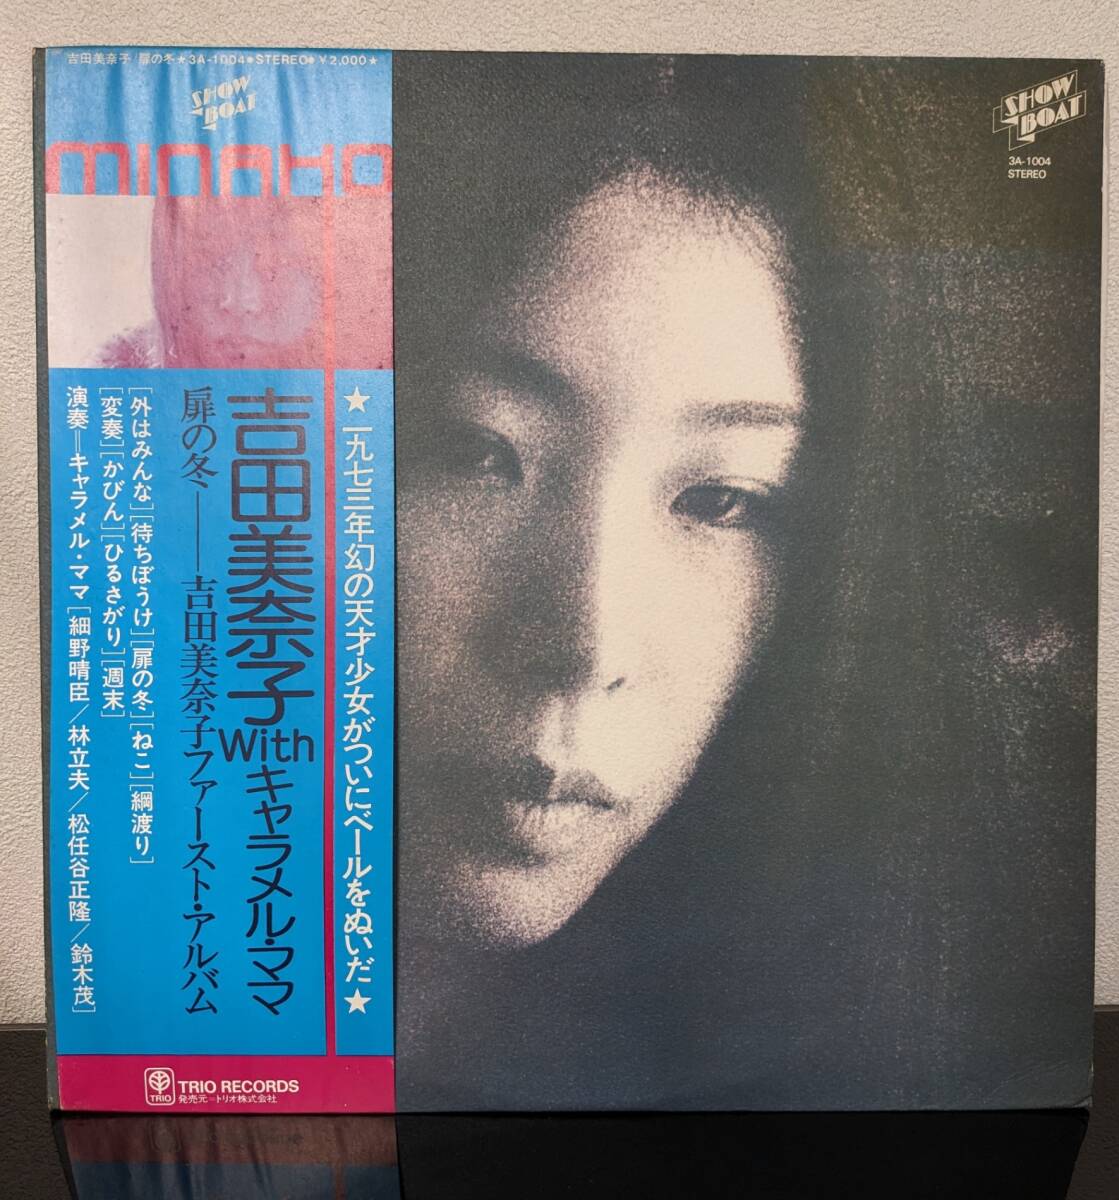 吉田美奈子/扉の冬★3A-1004●STEREO●￥2,000★
SHOW
BOAT
MINAKO
★一九七三年幻の天才少女がついにベールをぬいだ★
吉田美奈子Withキャラメル・ママ
扉の冬——吉田美奈子ファースト・アルバム
[外はみんな][待ちぼうけ][扉の冬][ねこ][綱渡り]
[変奏][かびん][ひるさがり][週末]
演奏=キャラメル・ママ[細野晴臣/林立夫/松任谷正隆/鈴木茂]
TRIO
TRIO RECORDS
発売元=トリオ株式会社
SHOW
BOAT
3A-1004
STEREO